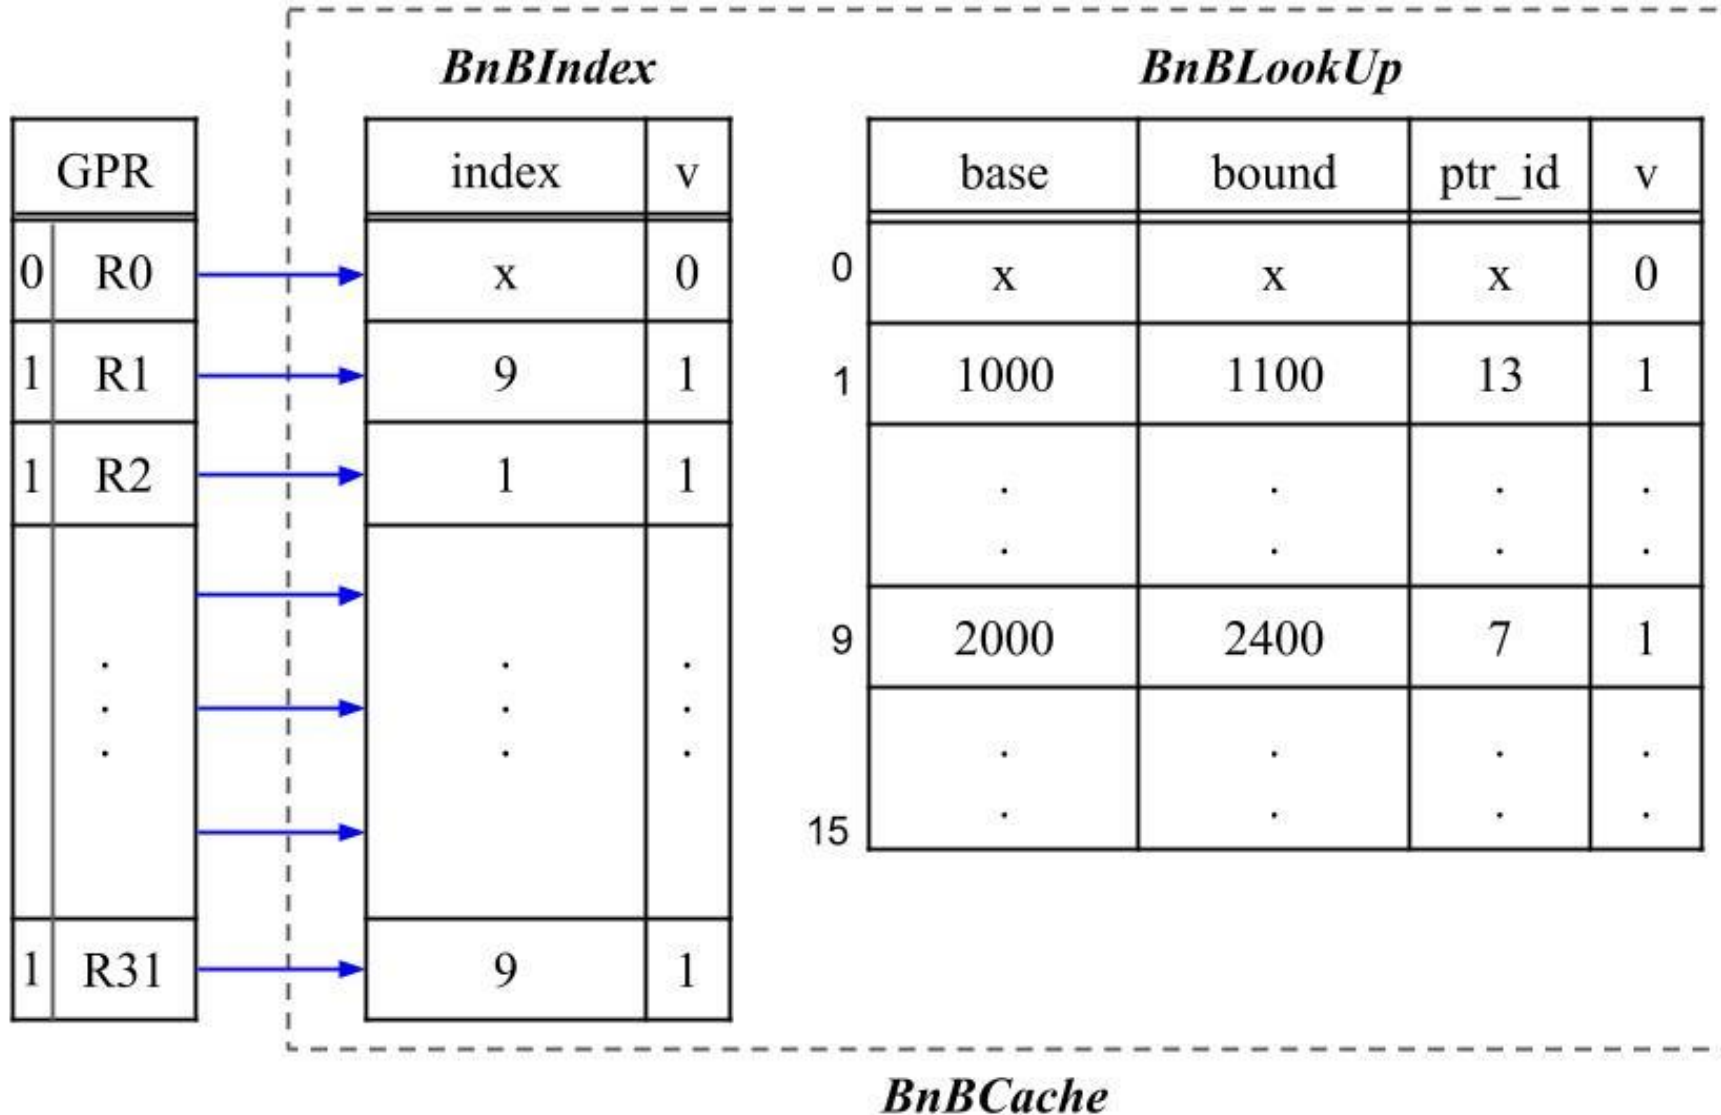 BnBIndex BnBLookUp
GPR index v base bound ptr_id v
0 R0 x 0 0 x x x 0
1 R1 9 1 1 1000 1100 13 1
1 R2 1 1 . . . .
. . . .
9 2000 2400 7 1
. . .
. . . . . . .
. . . . . . .
15
1 R31 9 1
BnBCache